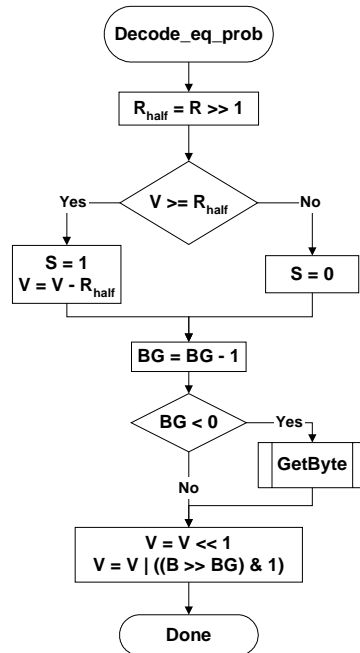 Decode_eq_prob
R_half = R >> 1
V >= R_half
Yes
No
S = 1
V = V - R_half
S = 0
BG = BG - 1
BG < 0
Yes
GetByte
No
V = V << 1
V = V | ((B >> BG) & 1)
Done